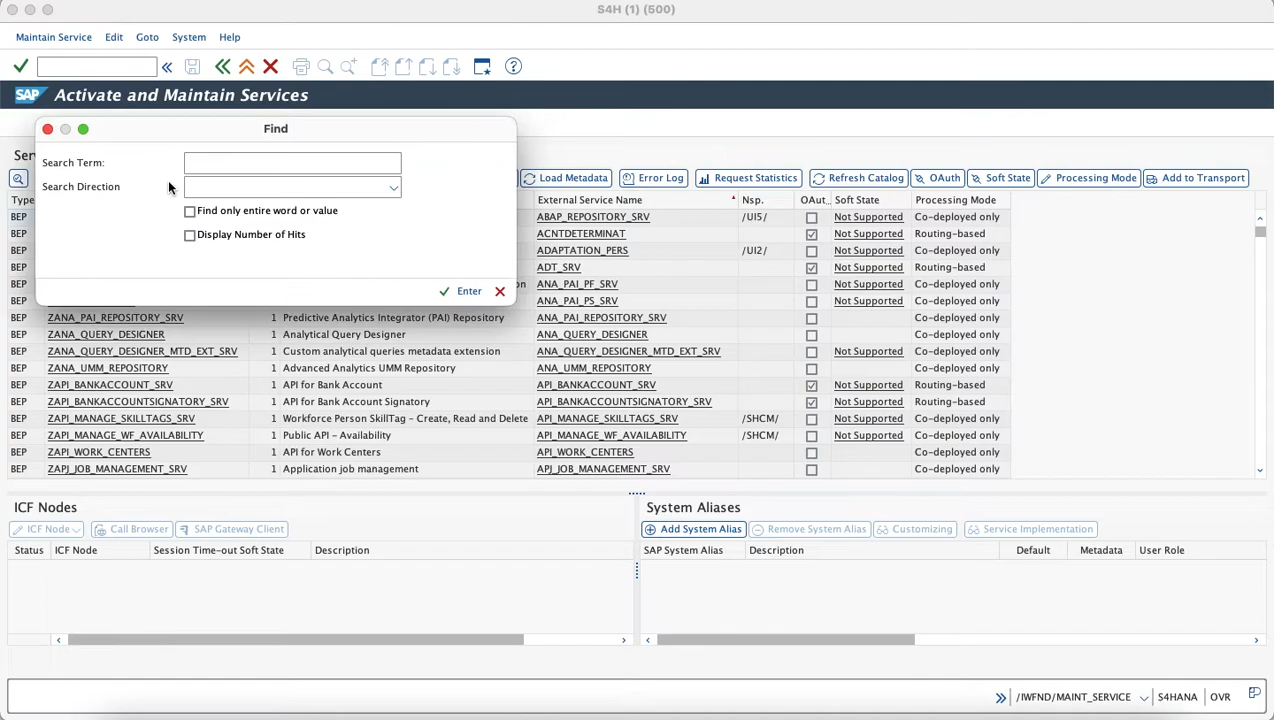 S4H (1) (500)
Maintain Service Edit Goto System Help
SAP Activate and Maintain Services
Find
Search Term:
Search Direction
Find only entire word or value
Display Number of Hits
Enter
Load Metadata Error Log Request Statistics Refresh Catalog OAuth Soft State Processing Mode Add to Transport
Type External Service Name Nsp. OAut... Soft State Processing Mode
BEP ABAP_REPOSITORY_SRV /UI5/ Not Supported Co-deployed only
BEP ACNTDETERMINAT Not Supported Routing-based
BEP ADAPTATION_PERS /UI2/ Not Supported Co-deployed only
BEP ADT_SRV Not Supported Routing-based
BEP ANA_PAI_PF_SRV Not Supported Co-deployed only
BEP ANA_PAI_PS_SRV Not Supported Co-deployed only
BEP ZANA_PAI_REPOSITORY_SRV 1 Predictive Analytics Integrator (PAI) Repository ANA_PAI_REPOSITORY_SRV Co-deployed only
BEP ZANA_QUERY_DESIGNER 1 Analytical Query Designer ANA_QUERY_DESIGNER Co-deployed only
BEP ZANA_QUERY_DESIGNER_MTD_EXT_SRV 1 Custom analytical queries metadata extension ANA_QUERY_DESIGNER_MTD_EXT_SRV Not Supported Co-deployed only
BEP ZANA_UMM_REPOSITORY 1 Advanced Analytics UMM Repository ANA_UMM_REPOSITORY Co-deployed only
BEP ZAPI_BANKACCOUNT_SRV 1 API for Bank Account API_BANKACCOUNT_SRV Not Supported Routing-based
BEP ZAPI_BANKACCOUNTSIGNATORY_SRV 1 API for Bank Account Signatory API_BANKACCOUNTSIGNATORY_SRV Not Supported Routing-based
BEP ZAPI_MANAGE_SKILLTAGS_SRV 1 Workforce Person SkillTag - Create, Read and Delete API_MANAGE_SKILLTAGS_SRV /SHCM/ Not Supported Co-deployed only
BEP ZAPI_MANAGE_WF_AVAILABILITY 1 Public API - Availability API_MANAGE_WF_AVAILABILITY /SHCM/ Not Supported Co-deployed only
BEP ZAPI_WORK_CENTERS 1 API for Work Centers API_WORK_CENTERS Co-deployed only
BEP ZAPJ_JOB_MANAGEMENT_SRV 1 Application job management APJ_JOB_MANAGEMENT_SRV Co-deployed only
ICF Nodes
ICF Node Call Browser SAP Gateway Client
Status ICF Node Session Time-out Soft State Description
System Aliases
Add System Alias Remove System Alias Customizing Service Implementation
SAP System Alias Description Default Metadata User Role
/IWFND/MAINT_SERVICE S4HANA OVR